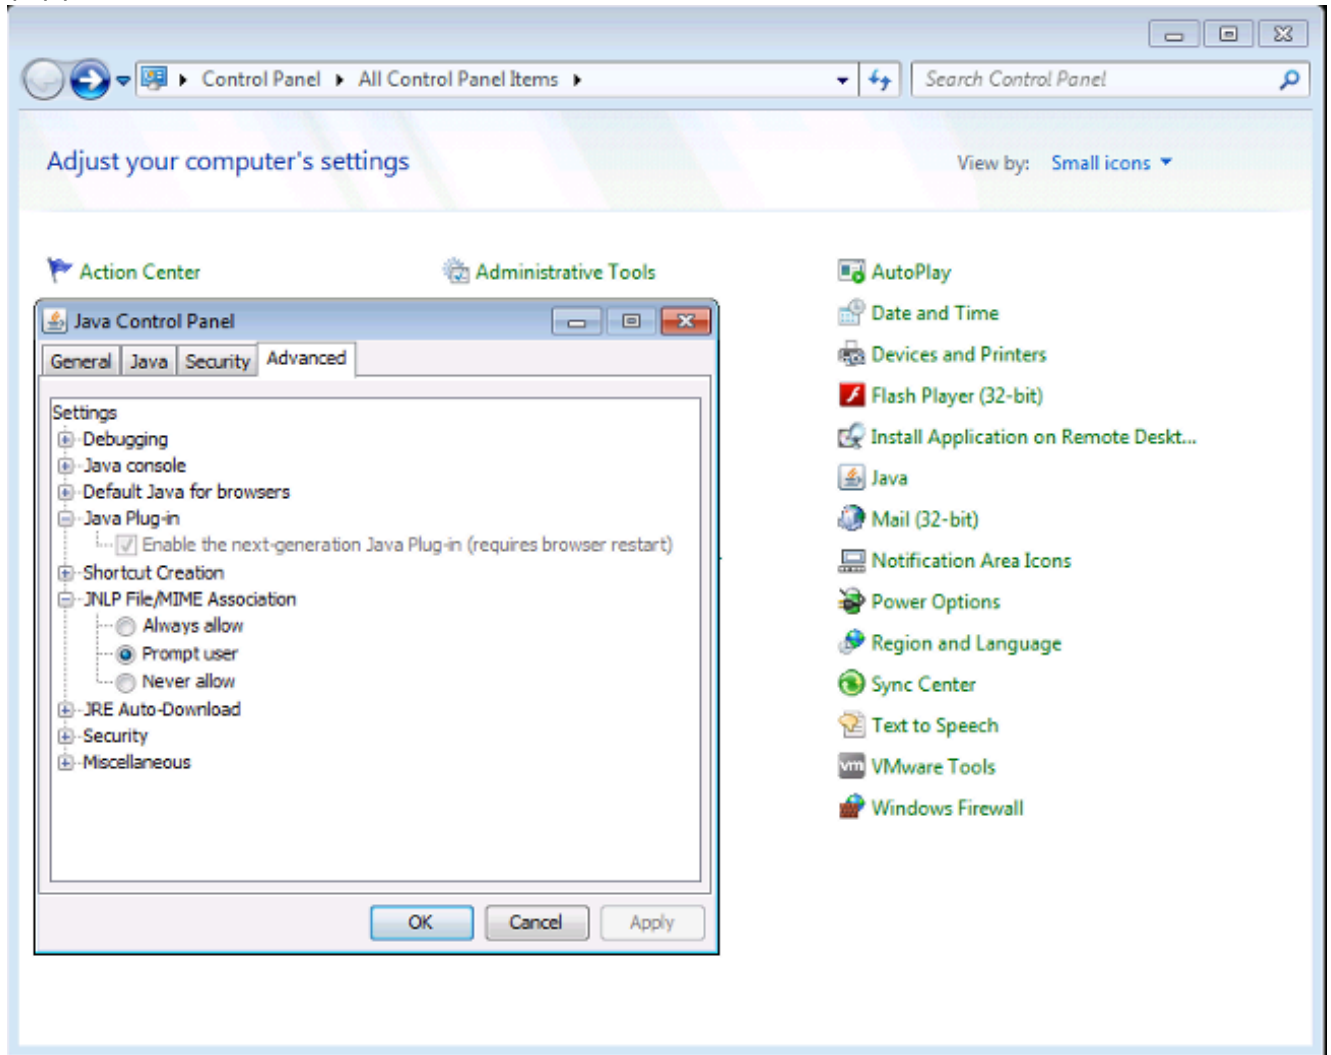 Control Panel
All Control Panel Items
Search Control Panel
Adjust your computer's settings
View by: Small icons
Action Center
Administrative Tools
AutoPlay
Date and Time
Devices and Printers
Flash Player (32-bit)
Install Application on Remote Deskt...
Java
Mail (32-bit)
Notification Area Icons
Power Options
Region and Language
Sync Center
Text to Speech
vm VMware Tools
Windows Firewall
Java Control Panel
General Java Security Advanced
Settings
Debugging
Java console
Default Java for browsers
Java Plug-in
Enable the next-generation Java Plug-in (requires browser restart)
Shortcut Creation
JNLP File/MIME Association
Always allow
Prompt user
Never allow
JRE Auto-Download
Security
Miscellaneous
OK Cancel Apply